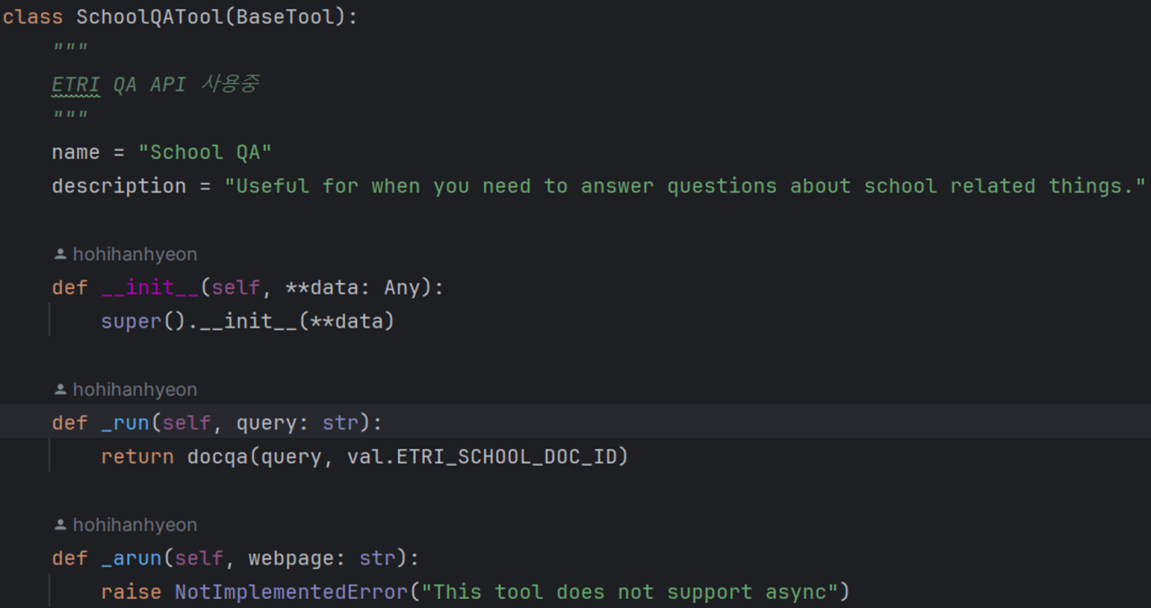 class SchoolQATool(BaseTool):
"""
ETRI QA API 사용중
"""
name = "School QA"
description = "Useful for when you need to answer questions about school related things."
hohihanhyeon
def __init__(self, **data: Any):
super().__init__(**data)
hohihanhyeon
def _run(self, query: str):
return docqa(query, val.ETRI_SCHOOL_DOC_ID)
hohihanhyeon
def _arun(self, webpage: str):
raise NotImplementedError("This tool does not support async")